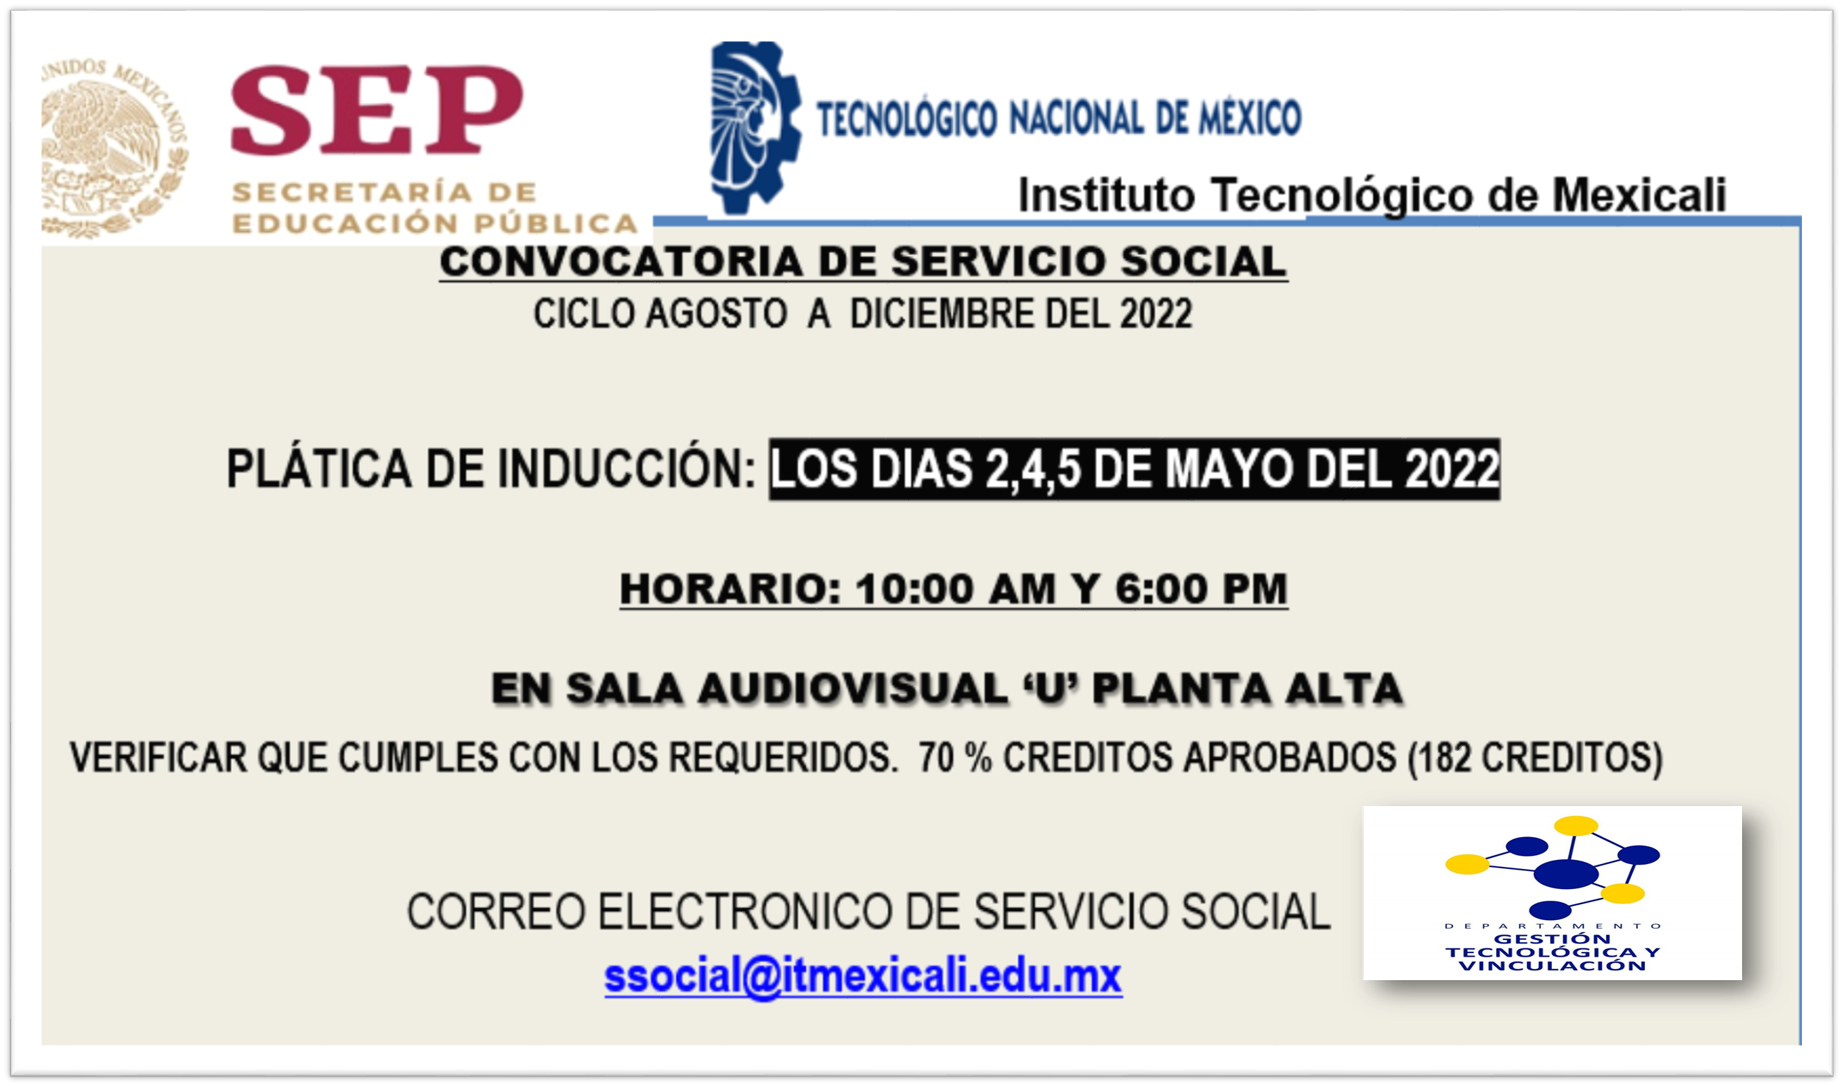 UNIDOS MEXICANOS
SEP
SECRETARÍA DE
EDUCACIÓN PÚBLICA
TECNOLÓGICO NACIONAL DE MÉXICO
Instituto Tecnológico de Mexicali
CONVOCATORIA DE SERVICIO SOCIAL
CICLO AGOSTO A DICIEMBRE DEL 2022
PLÁTICA DE INDUCCIÓN: LOS DIAS 2,4,5 DE MAYO DEL 2022
HORARIO: 10:00 AM Y 6:00 PM
EN SALA AUDIOVISUAL ‘U’ PLANTA ALTA
VERIFICAR QUE CUMPLES CON LOS REQUERIDOS. 70 % CREDITOS APROBADOS (182 CREDITOS)
CORREO ELECTRONICO DE SERVICIO SOCIAL
ssocial@itmexicali.edu.mx
DEPARTAMENTO
GESTIÓN
TECNOLÓGICA Y
VINCULACIÓN